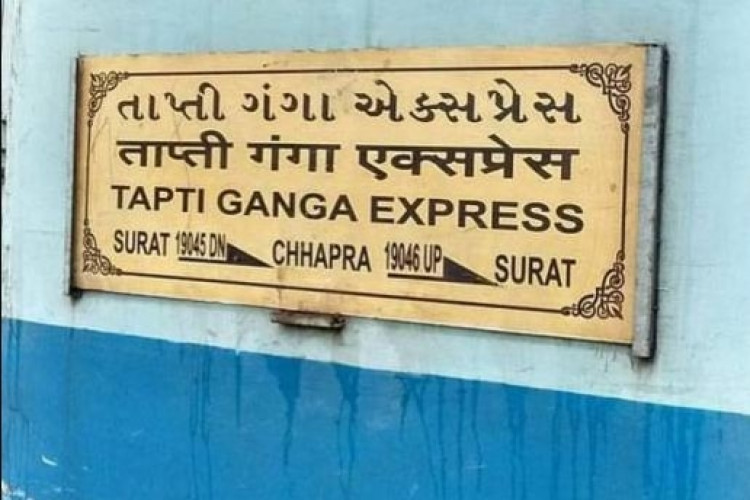 તાપ્તી ગંગા એક્સપ્રેસ
ताप्ती गंगा एक्सप्रेस
TAPTI GANGA EXPRESS
SURAT 19045 DN CHHAPRA 19046 UP SURAT